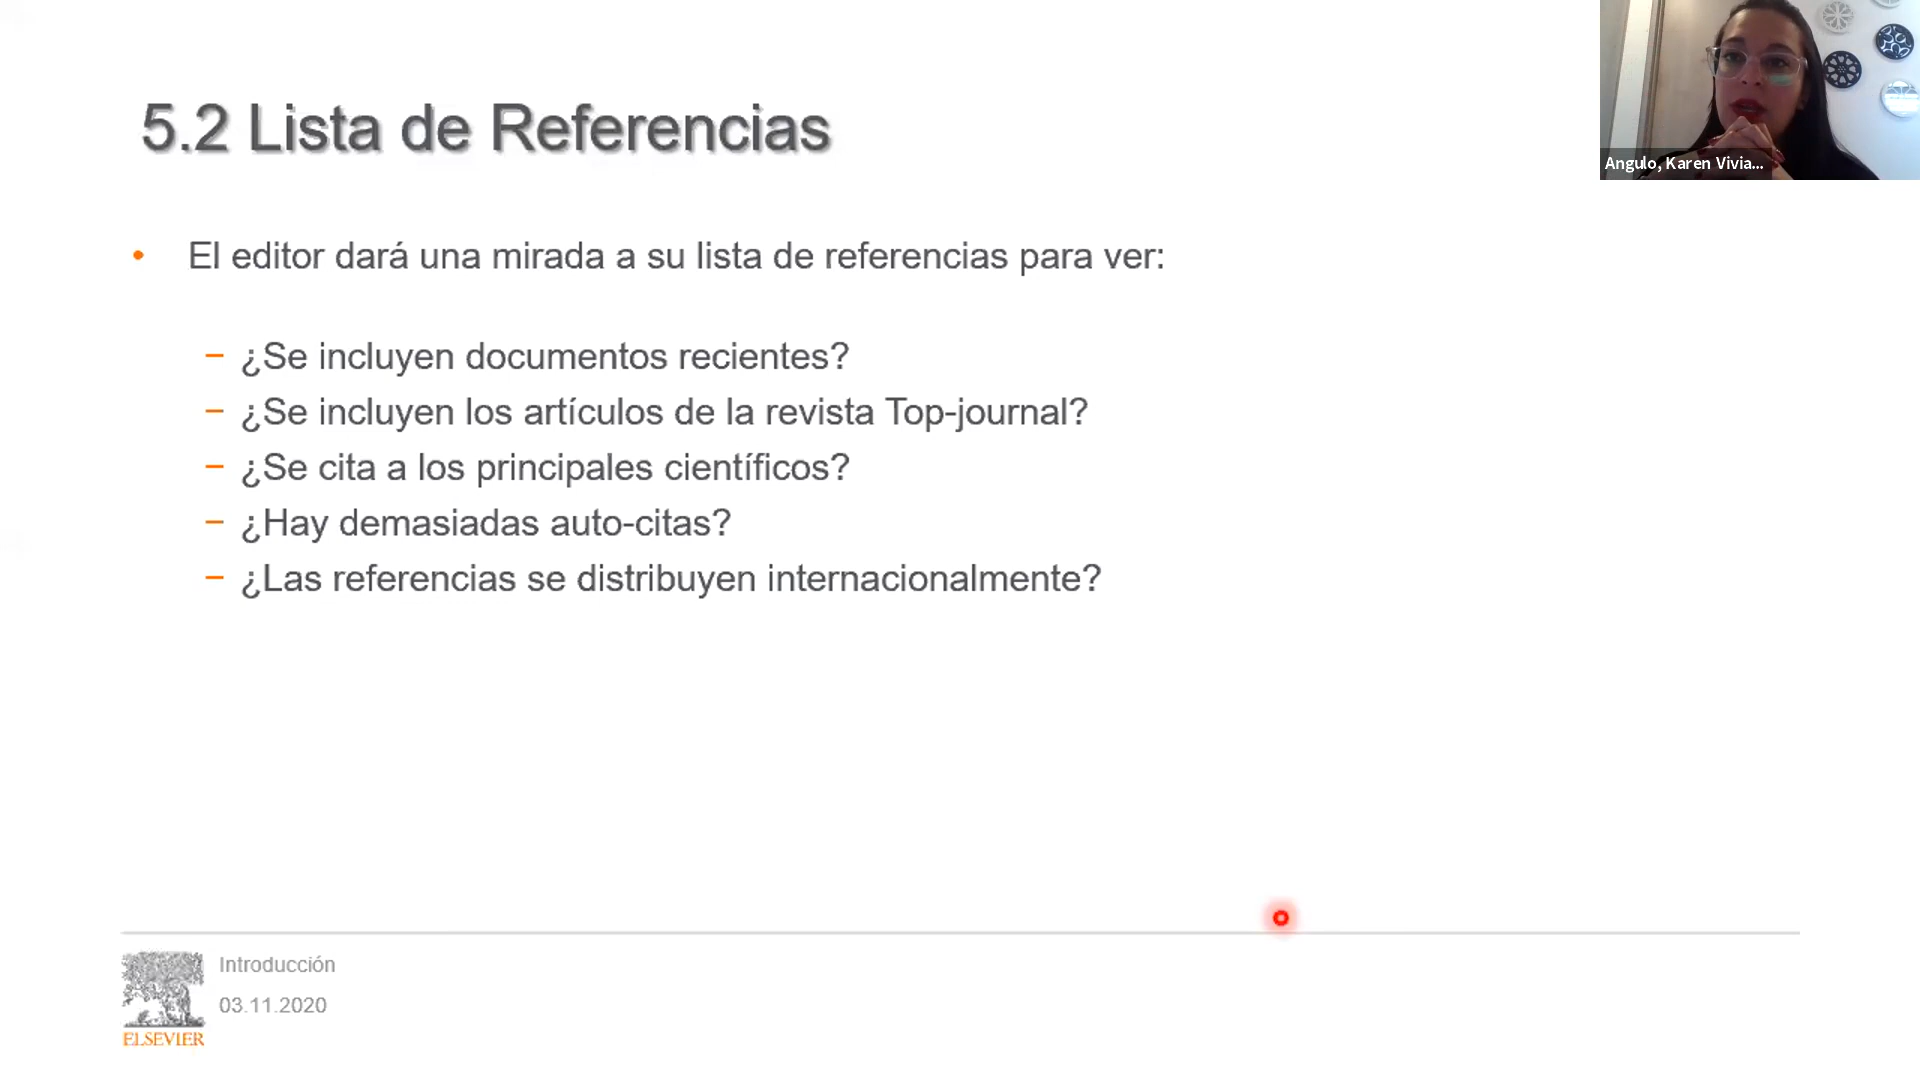 5.2 Lista de Referencias
Angulo, Karen Vivia...
• El editor dará una mirada a su lista de referencias para ver:
– ¿Se incluyen documentos recientes?
– ¿Se incluyen los artículos de la revista Top-journal?
– ¿Se cita a los principales científicos?
– ¿Hay demasiadas auto-citas?
– ¿Las referencias se distribuyen internacionalmente?
Introducción
03.11.2020
ELSEVIER